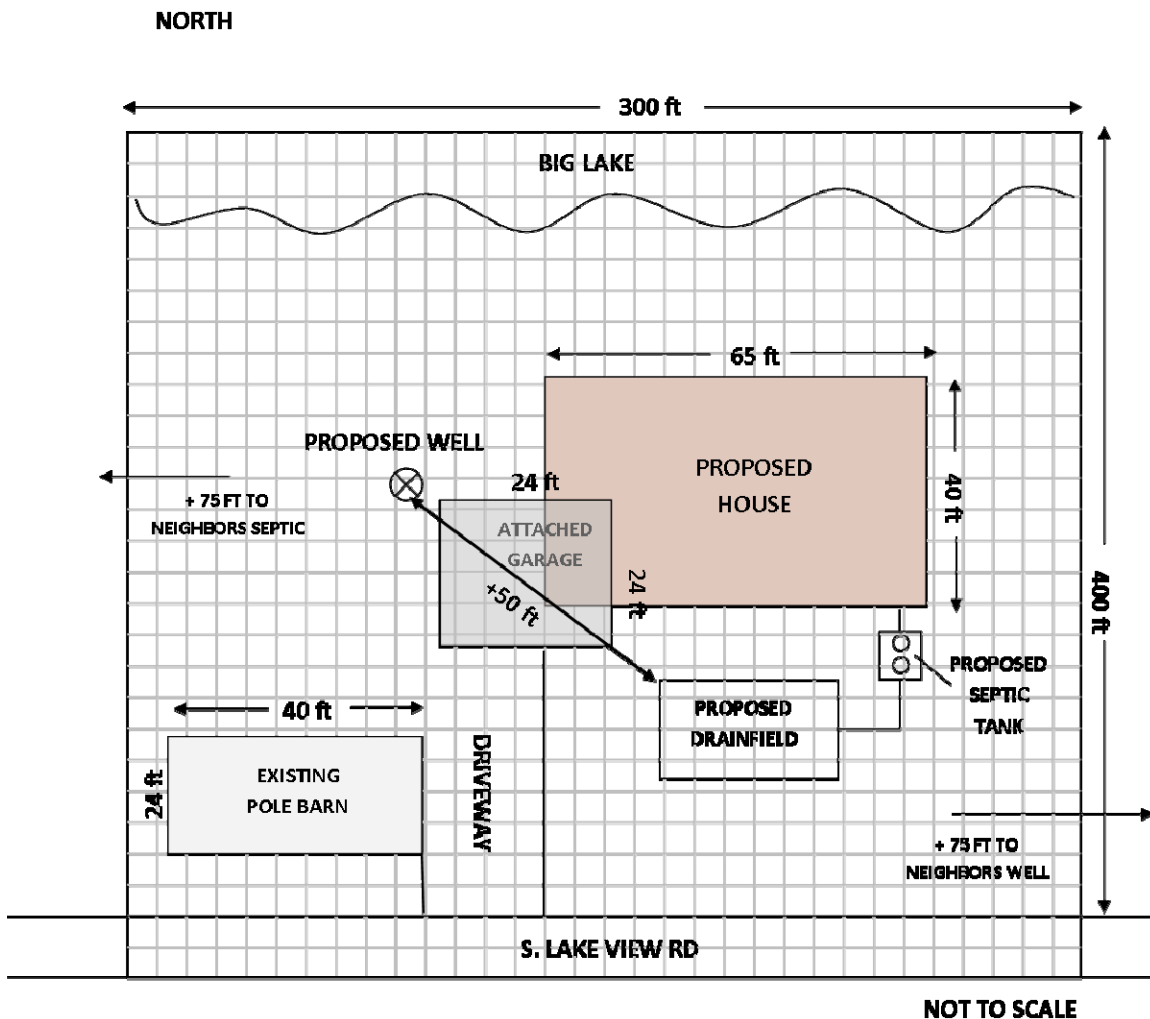 NORTH
300 ft
BIG LAKE
65 ft
PROPOSED WELL
PROPOSED
HOUSE
40 ft
24 ft
+ 75 FT TO
NEIGHBORS SEPTIC
ATTACHED
GARAGE
+50 ft
24 ft
400 ft
PROPOSED
SEPTIC
TANK
40 ft
PROPOSED
DRAINFIELD
EXISTING
POLE BARN
24 ft
DRIVEWAY
+ 75 FT TO
NEIGHBORS WELL
S. LAKE VIEW RD
NOT TO SCALE